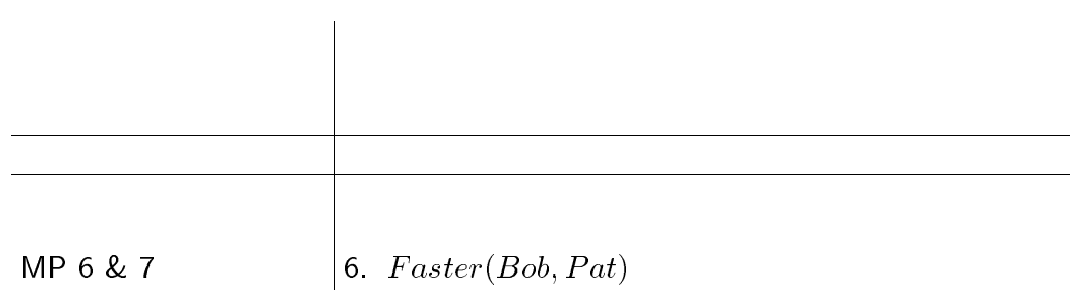 MP 6 & 7 6. Faster(Bob, Pat)